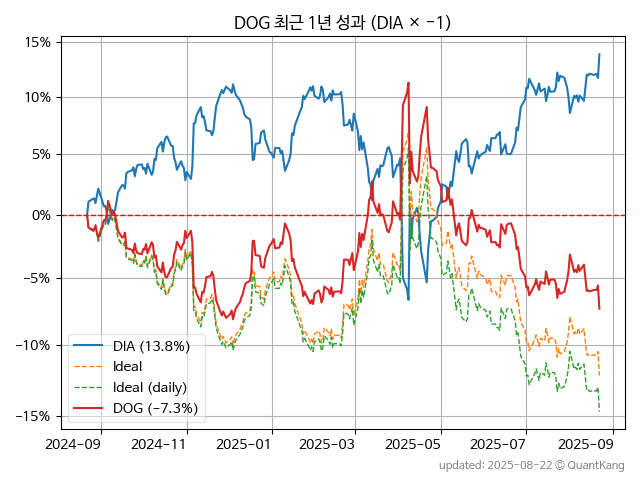 DOG 최근 1년 성과 (DIA × −1)
15%
10%
5%
0%
−5%
−10%
−15%
DIA (13.8%)
Ideal
Ideal (daily)
DOG (−7.3%)
2024-09 2024-11 2025-01 2025-03 2025-05 2025-07 2025-09
updated: 2025-08-22 © QuantKang